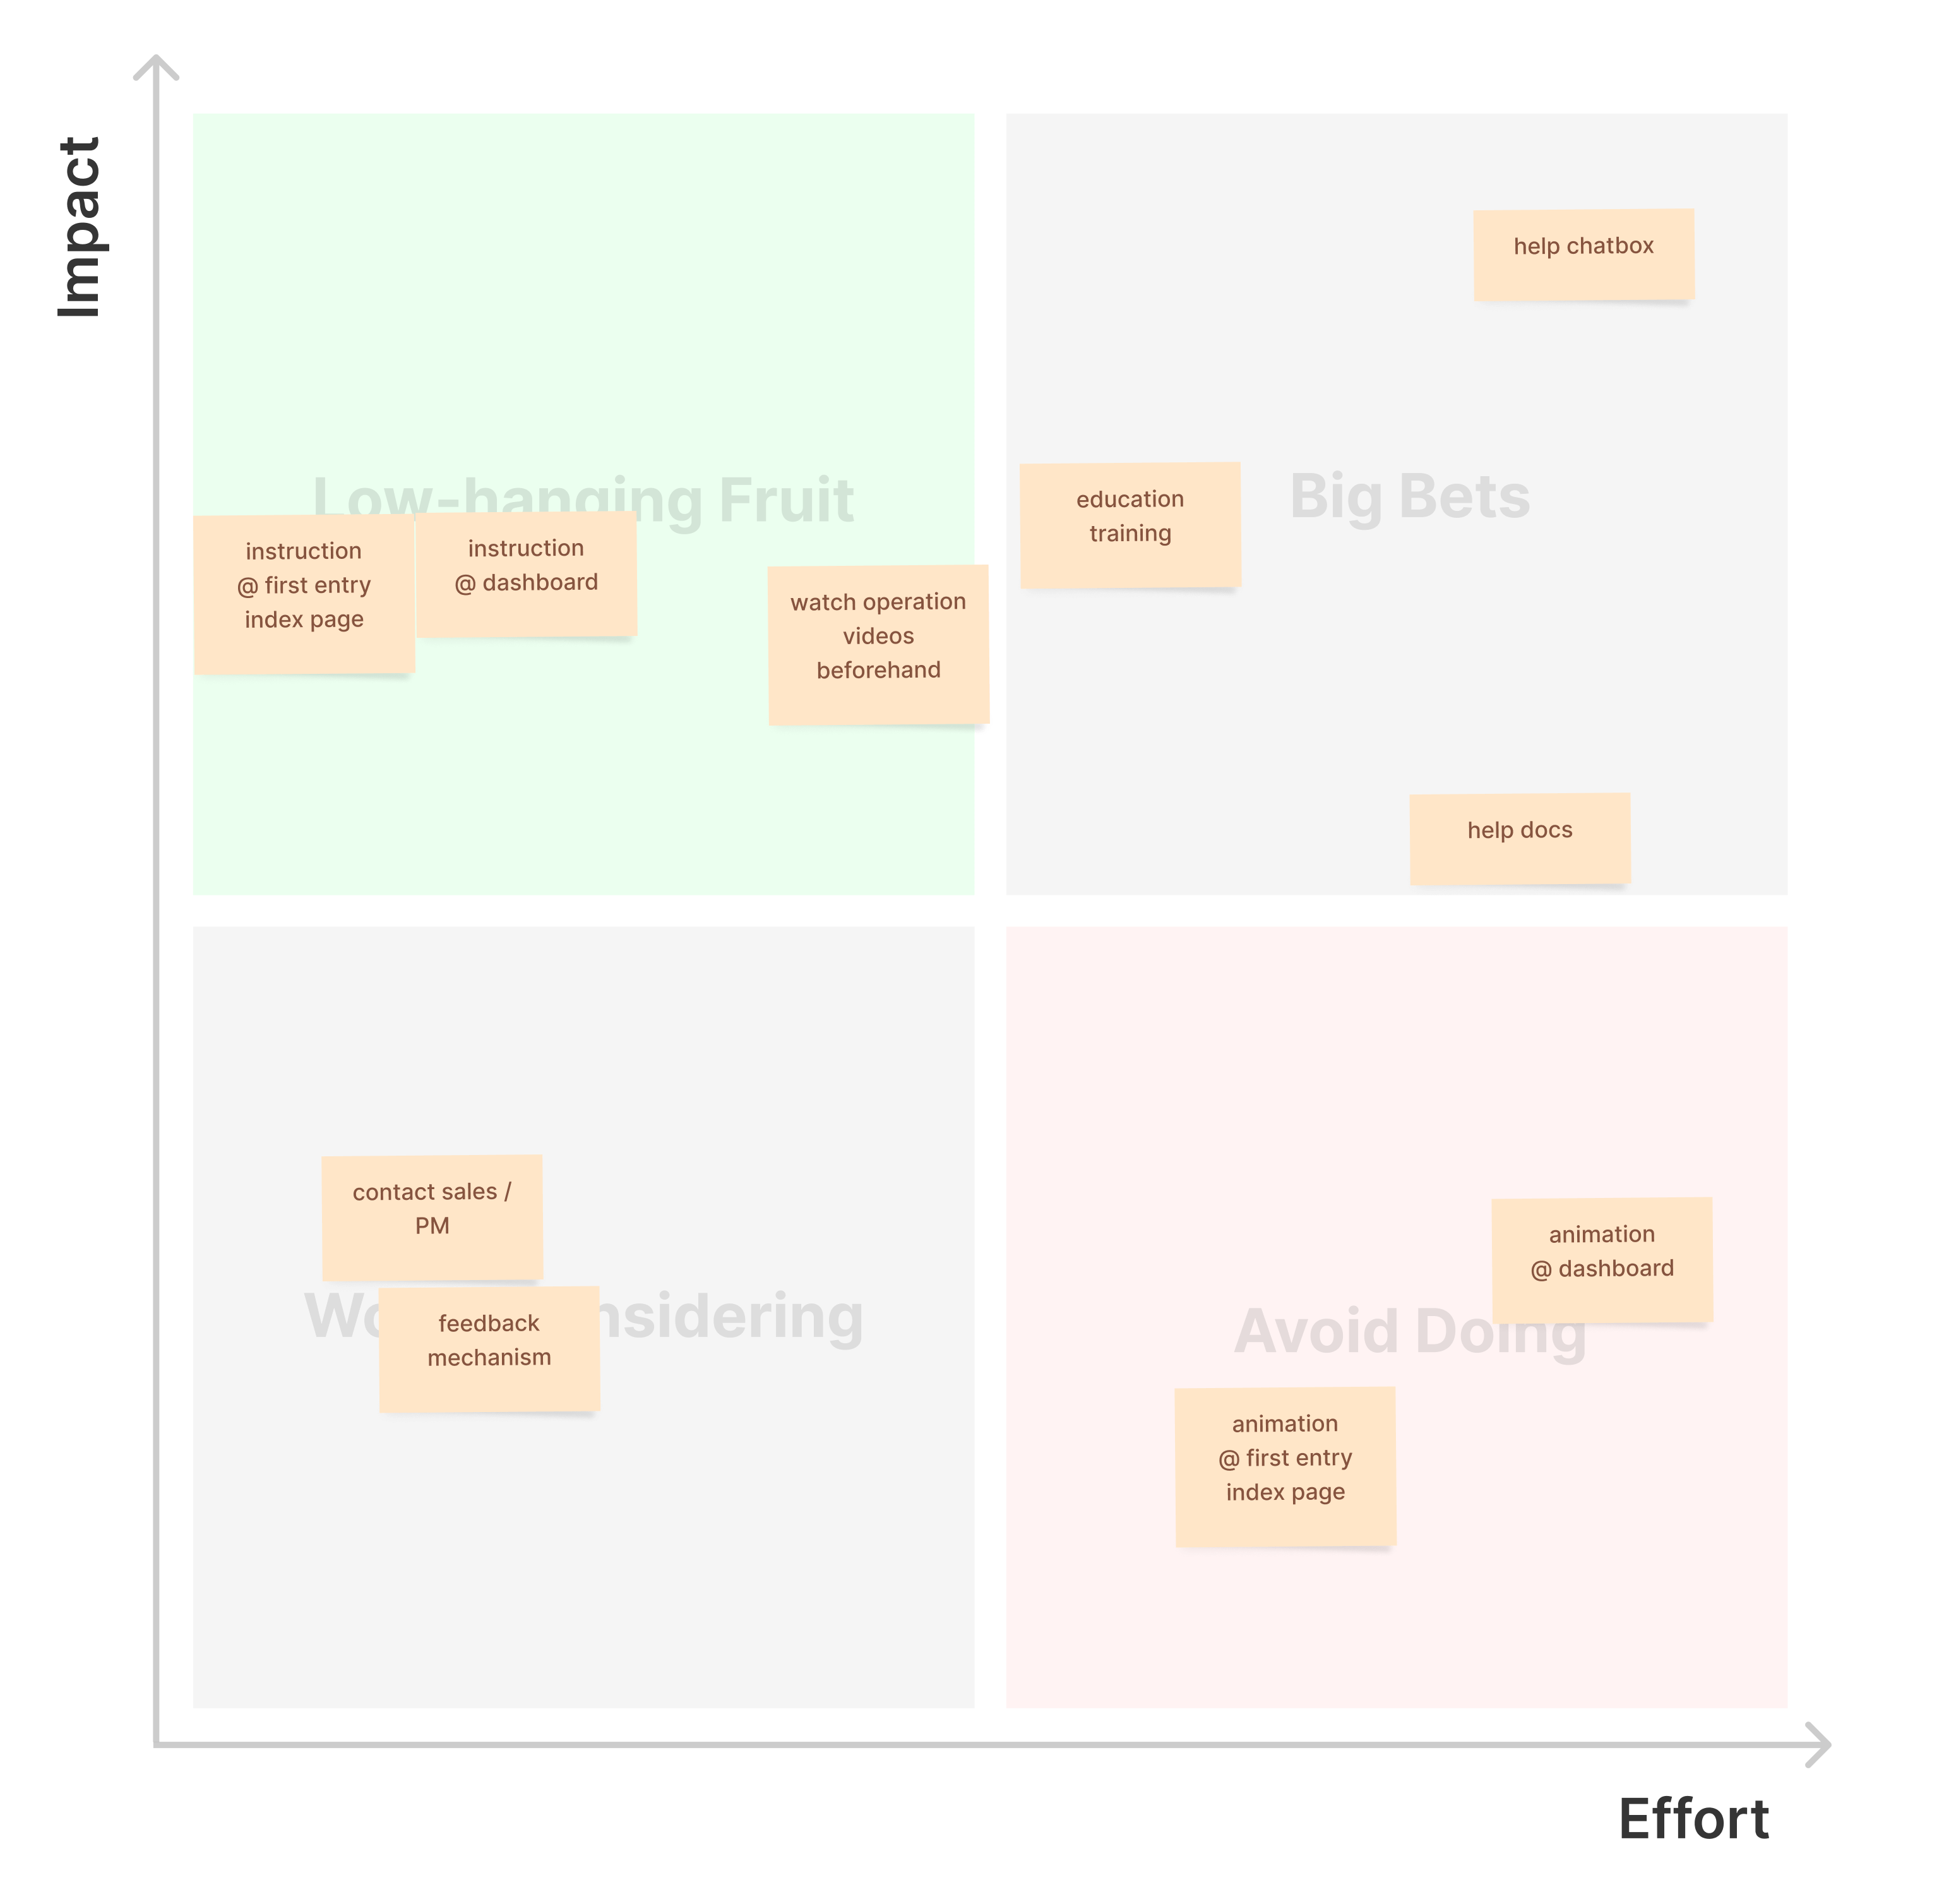 Impact
Low-hanging Fruit
instruction
@ first entry
index page
instruction
@ dashboard
watch operation
videos
beforehand
Big Bets
help chatbox
education
training
help docs
contact sales /
PM
feedback
mechanism
Avoid Doing
animation
@ dashboard
animation
@ first entry
index page
Effort